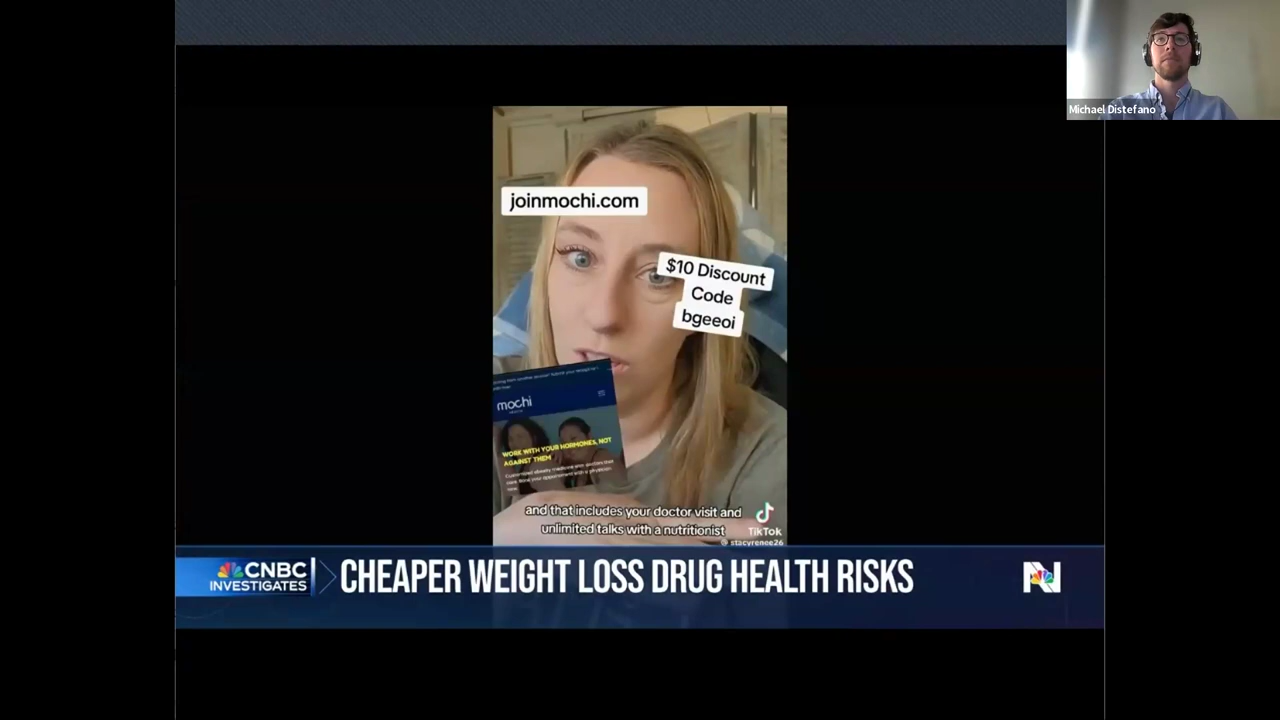 Michael Distefano
joinmochi.com
$10 Discount
Code
bgeeoi
mochi
WORK WITH YOUR HORMONES, NOT
AGAINST THEM
and that includes your doctor visit and
unlimited talks with a nutritionist
TikTok
stacyrenee26
CNBC
INVESTIGATES
CHEAPER WEIGHT LOSS DRUG HEALTH RISKS